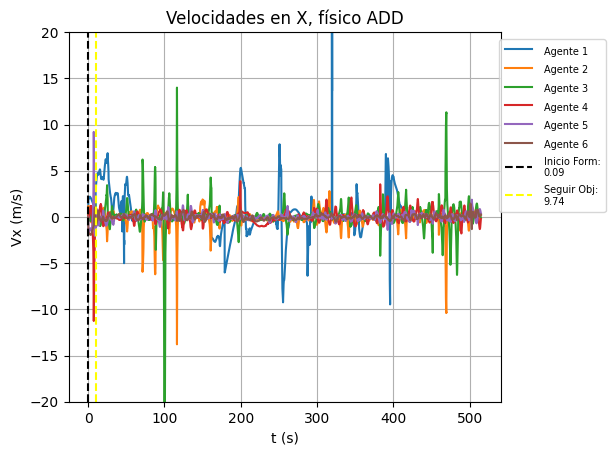 Velocidades en X, físico ADD
20
15
10
5
0
−5
−10
−15
−20
Vx (m/s)
0
100
200
300
400
500
t (s)
Agente 1
Agente 2
Agente 3
Agente 4
Agente 5
Agente 6
Inicio Form:
0.09
Seguir Obj:
9.74